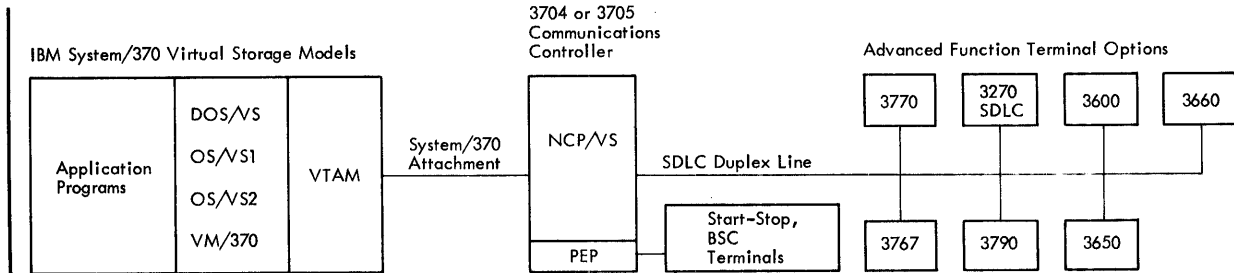 3704 or 3705
Communications
Controller
IBM System/370 Virtual Storage Models
Advanced Function Terminal Options
Application
Programs
DOS/VS
OS/VS1
OS/VS2
VM/370
VTAM
System/370
Attachment
NCP/VS
PEP
SDLC Duplex Line
Start-Stop,
BSC
Terminals
3770
3270
SDLC
3600
3660
3767
3790
3650